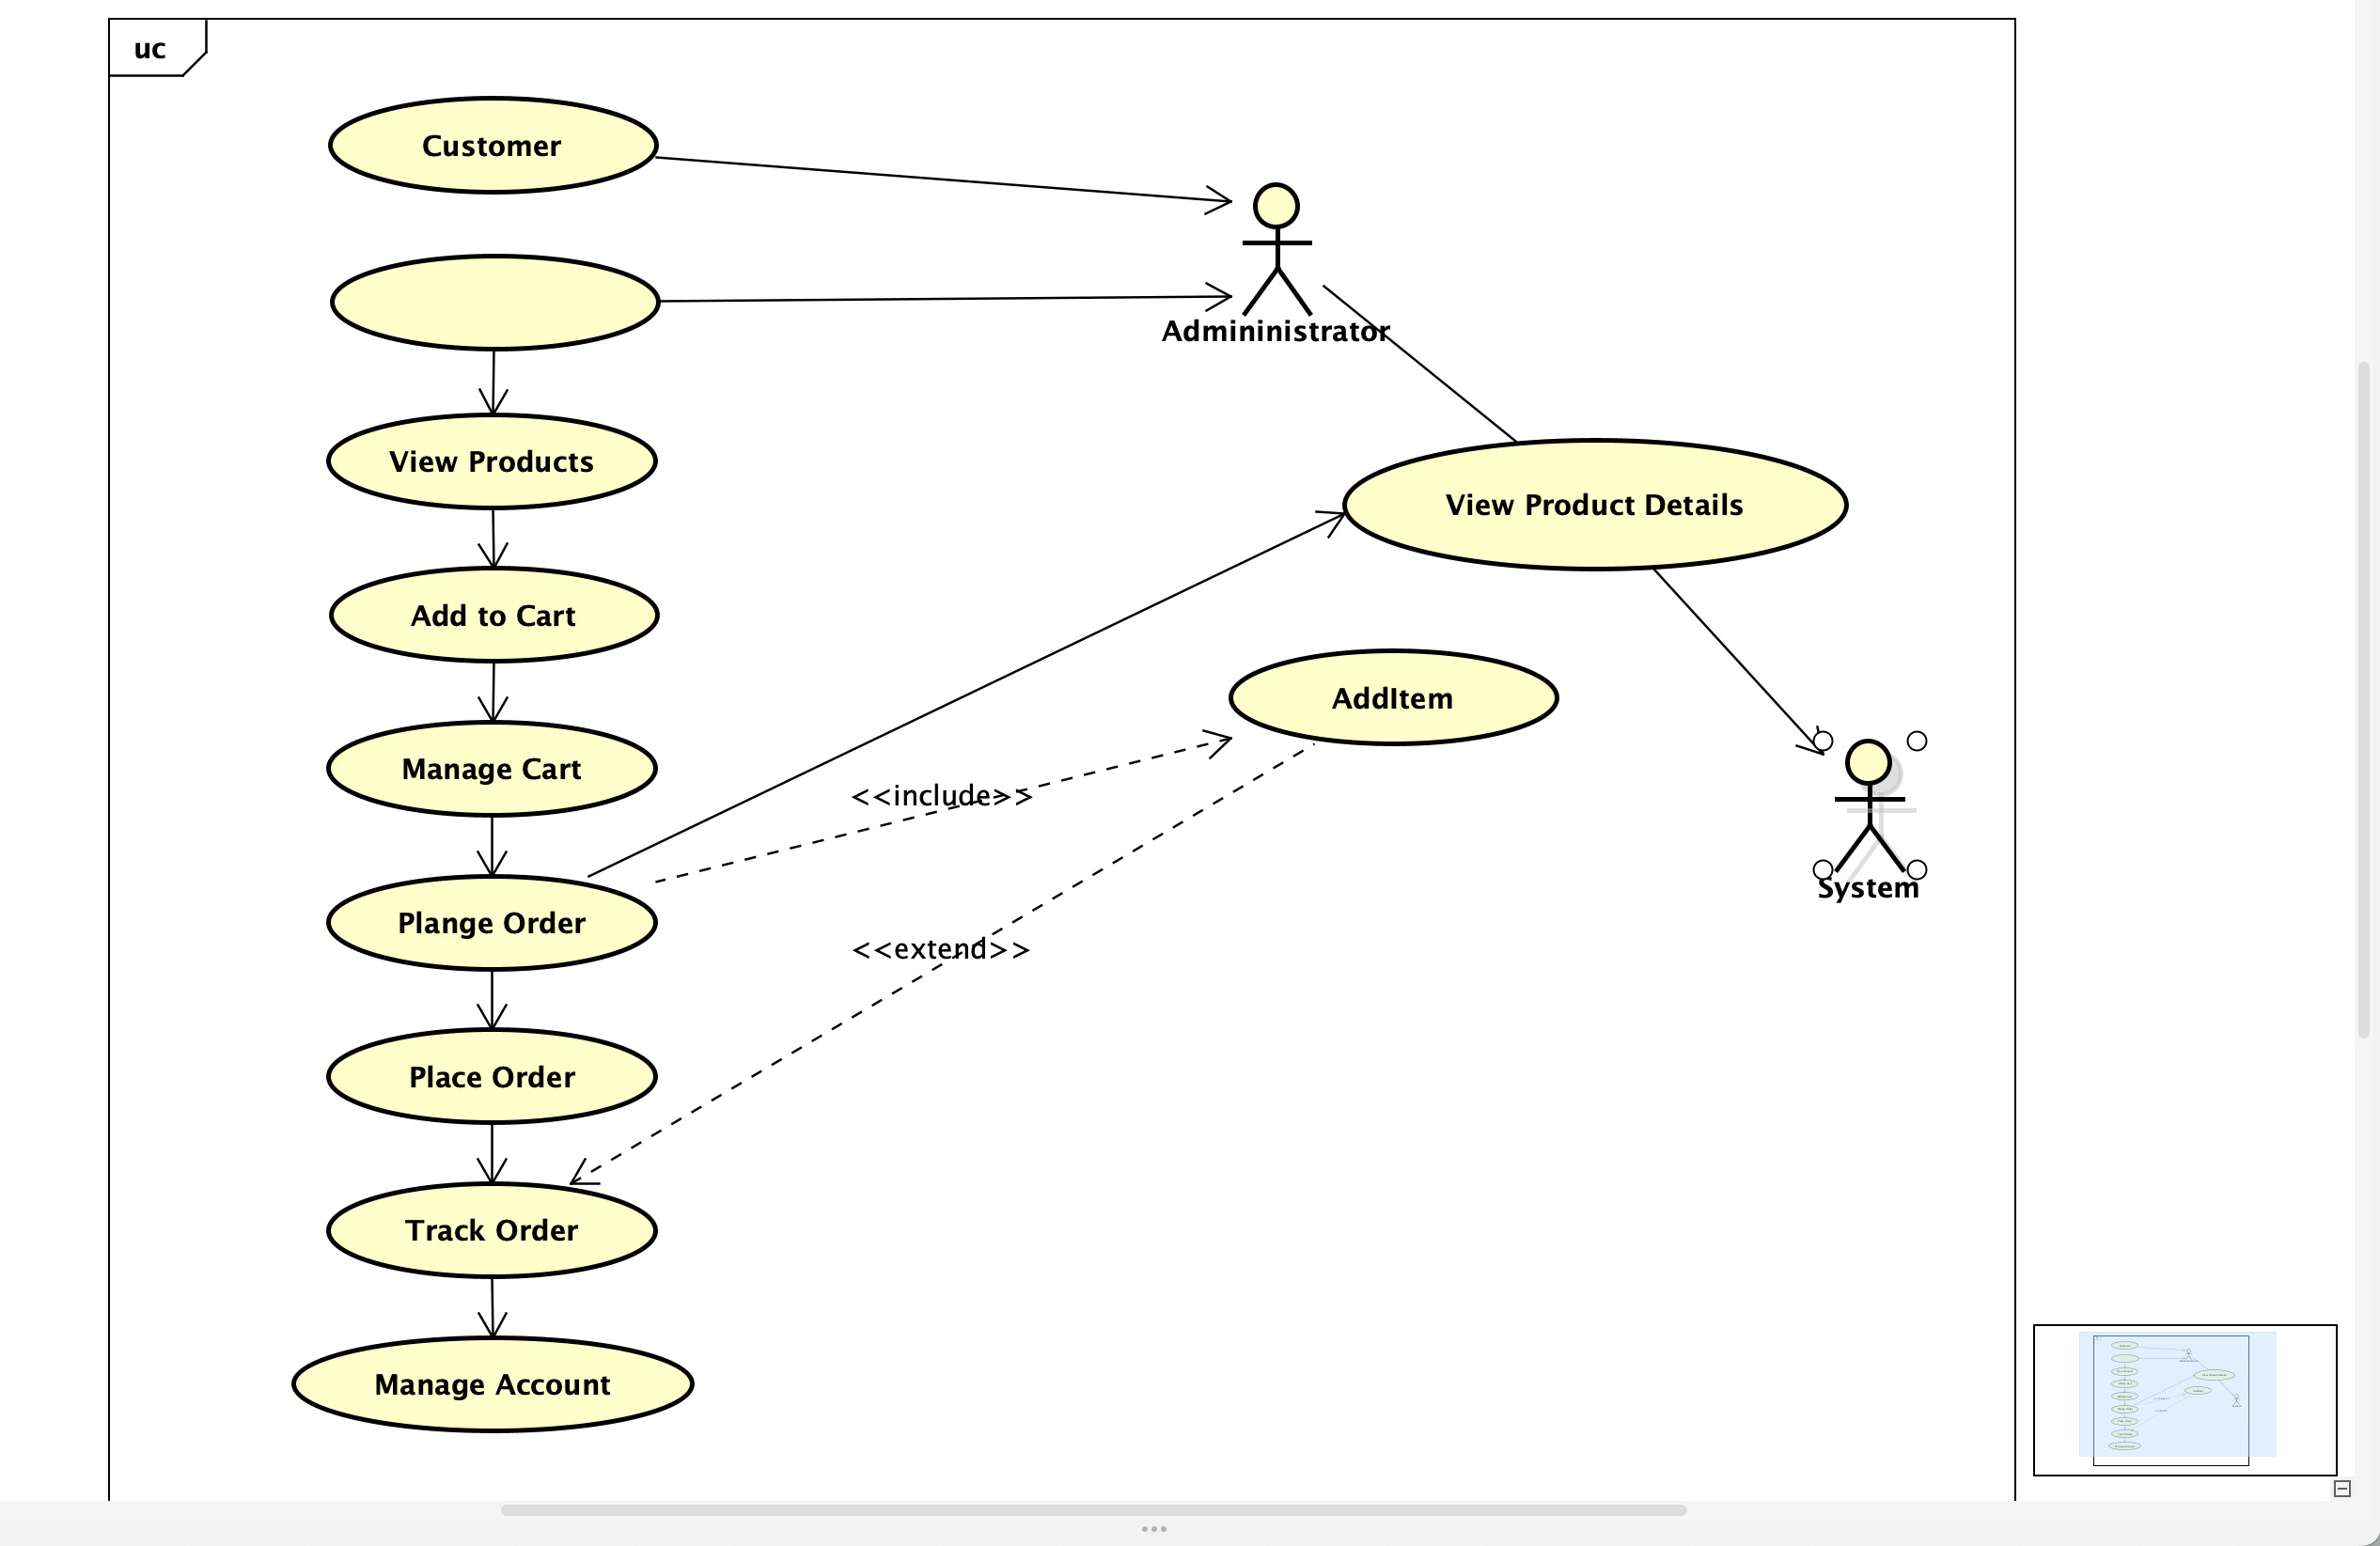 uc
Customer
Admininistrator
View Products
View Product Details
Add to Cart
AddItem
Manage Cart
<<include>>
System
Plange Order
<<extend>>
Place Order
Track Order
Manage Account